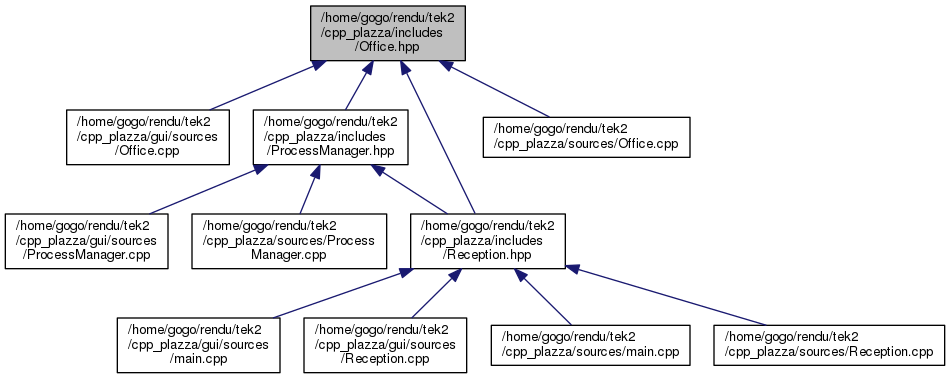 /home/gogo/rendu/tek2
/cpp_plazza/includes
/Office.hpp
/home/gogo/rendu/tek2
/cpp_plazza/gui/sources
/Office.cpp
/home/gogo/rendu/tek2
/cpp_plazza/includes
/ProcessManager.hpp
/home/gogo/rendu/tek2
/cpp_plazza/sources/Office.cpp
/home/gogo/rendu/tek2
/cpp_plazza/gui/sources
/ProcessManager.cpp
/home/gogo/rendu/tek2
/cpp_plazza/sources/Process
Manager.cpp
/home/gogo/rendu/tek2
/cpp_plazza/includes
/Reception.hpp
/home/gogo/rendu/tek2
/cpp_plazza/gui/sources
/main.cpp
/home/gogo/rendu/tek2
/cpp_plazza/gui/sources
/Reception.cpp
/home/gogo/rendu/tek2
/cpp_plazza/sources/main.cpp
/home/gogo/rendu/tek2
/cpp_plazza/sources/Reception.cpp